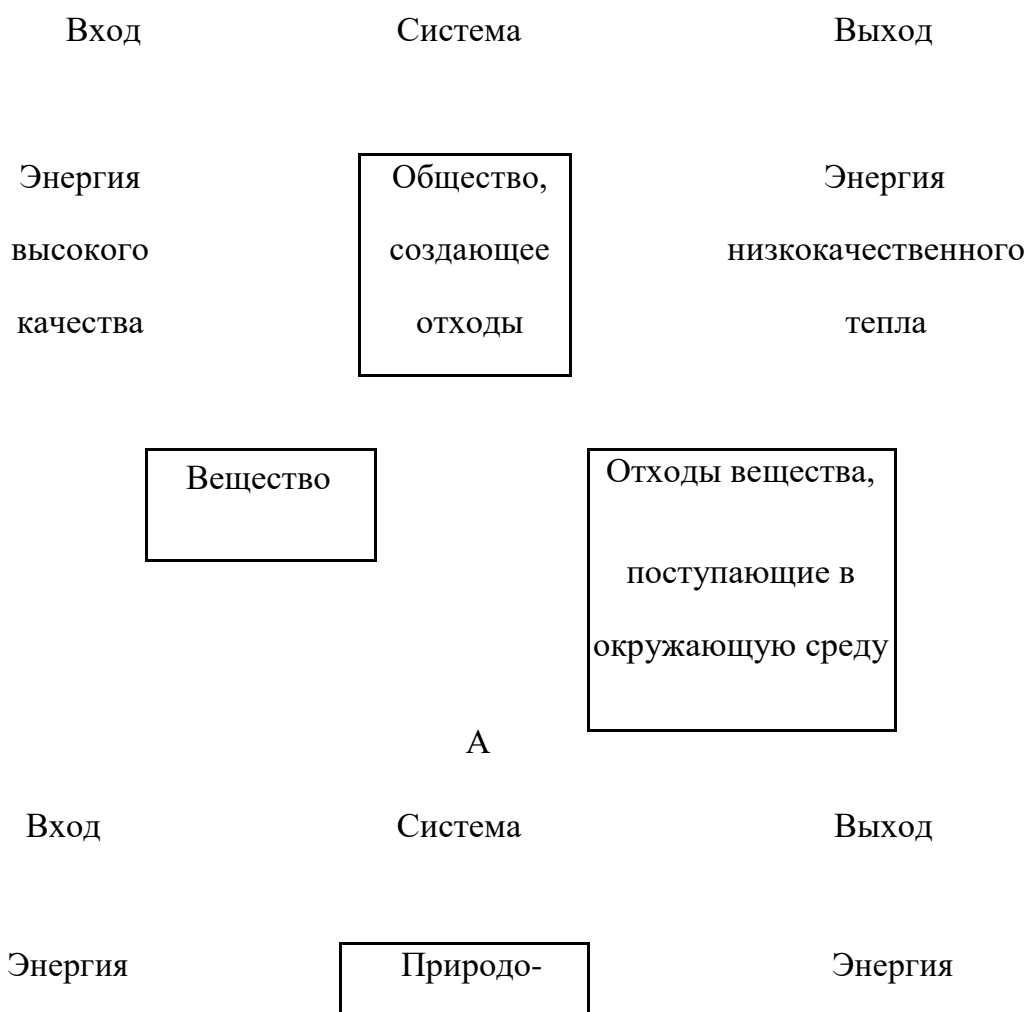 Вход Система Выход
Энергия Общество, Энергия
высокого создающее низкокачественного
качества отходы тепла
Вещество Отходы вещества,
поступающие в
окружающую среду
А
Вход Система Выход
Энергия Природо- Энергия